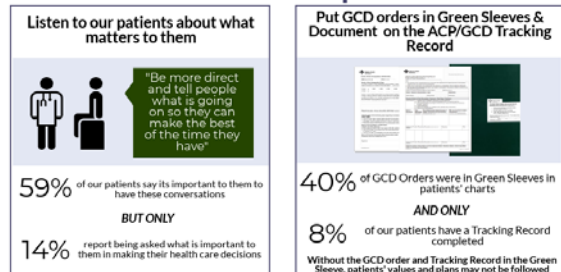 Listen to our patients about what
matters to them
"Be more direct
and tell people
what is going
on so they can
make the best
of the time they
have"
59% of our patients say its important to them to
have these conversations
BUT ONLY
14% report being asked what is important to
them in making their health care decisions
Put GCD orders in Green Sleeves &
Document on the ACP/GCD Tracking
Record
40% of GCD Orders were in Green Sleeves in
patients' charts
AND ONLY
8% of our patients have a Tracking Record
completed
Without the GCD order and Tracking Record in the Green
Sleeve, patients' values and plans may not be followed